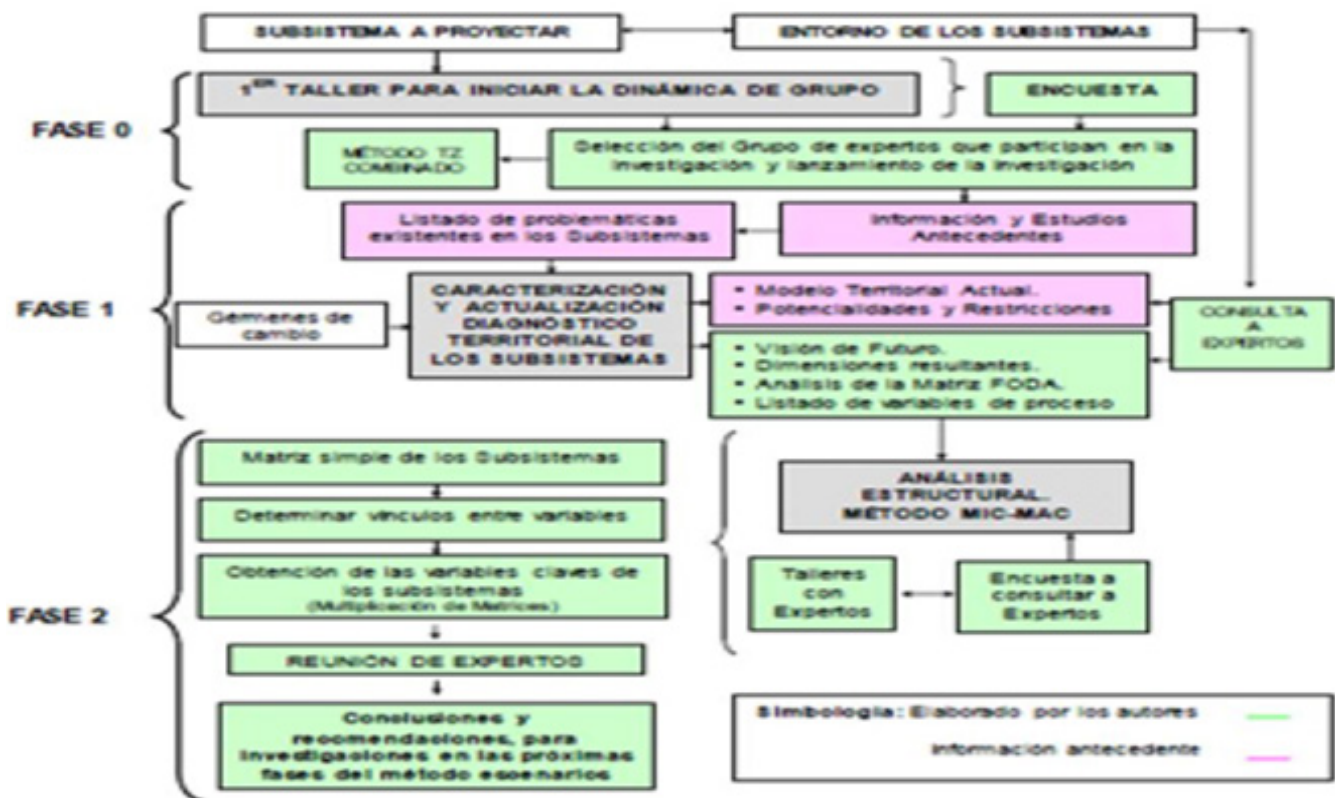 SUBSISTEMA A PROYECTAR
ENTORNO DE LOS SUBSISTEMAS
FASE 0
1ER TALLER PARA INICIAR LA DINÁMICA DE GRUPO
ENCUESTA
MÉTODO TZ
COMBINADO
Selección del Grupo de expertos que participan en la
Investigación y lanzamiento de la Investigación
FASE 1
Listado de problemáticas
existentes en los Subsistemas
Información y Estudios
Antecedentes
Gérmenes de
cambio
CARACTERIZACIÓN
Y ACTUALIZACIÓN
DIAGNÓSTICO
TERRITORIAL DE
LOS SUBSISTEMAS
▪ Modelo Territorial Actual.
▪ Potencialidades y Restricciones
▪ Visión de Futuro.
▪ Dimensiones resultantes.
▪ Análisis de la Matriz FODA.
▪ Listado de variables de proceso
CONSULTA
A
EXPERTOS
FASE 2
Matriz simple de los Subsistemas
Determinar vínculos entre variables
Obtención de las variables claves de
los subsistemas
(Multiplicación de Matrices)
REUNIÓN DE EXPERTOS
Conclusiones y
recomendaciones, para
Investigaciones en las próximas
fases del método escenarios
ANÁLISIS
ESTRUCTURAL.
MÉTODO MIC-MAC
Talleres
con
Expertos
Encuesta a
consultar a
Expertos
Simbología: Elaborado por los autores
Información antecedente